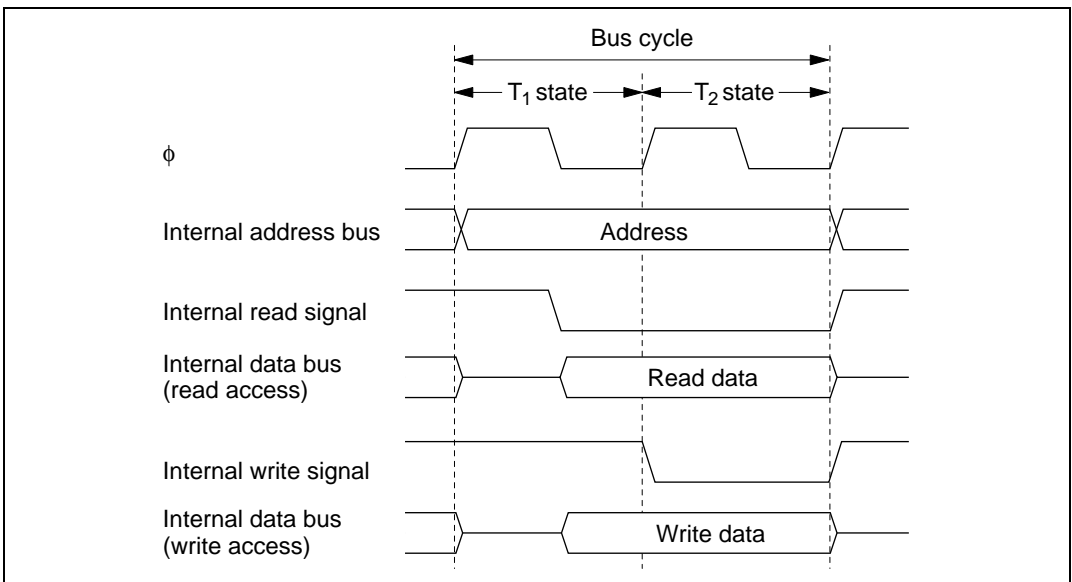 Bus cycle
T₁ state T₂ state
ϕ
Internal address bus Address
Internal read signal
Internal data bus
(read access) Read data
Internal write signal
Internal data bus
(write access) Write data